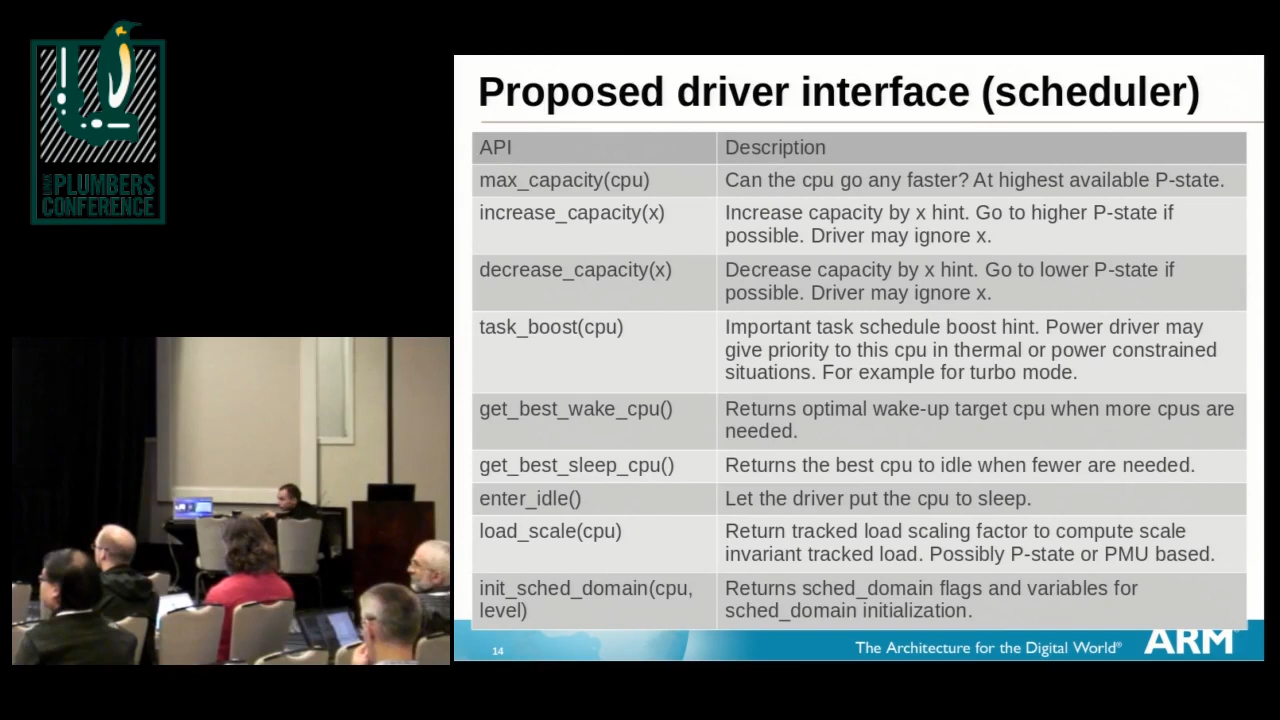 LINUX
PLUMBERS
CONFERENCE
Proposed driver interface (scheduler)
API Description
max_capacity(cpu) Can the cpu go any faster? At highest available P-state.
increase_capacity(x) Increase capacity by x hint. Go to higher P-state if
possible. Driver may ignore x.
decrease_capacity(x) Decrease capacity by x hint. Go to lower P-state if
possible. Driver may ignore x.
task_boost(cpu) Important task schedule boost hint. Power driver may
give priority to this cpu in thermal or power constrained
situations. For example for turbo mode.
get_best_wake_cpu() Returns optimal wake-up target cpu when more cpus are
needed.
get_best_sleep_cpu() Returns the best cpu to idle when fewer are needed.
enter_idle() Let the driver put the cpu to sleep.
load_scale(cpu) Return tracked load scaling factor to compute scale
invariant tracked load. Possibly P-state or PMU based.
init_sched_domain(cpu, Returns sched_domain flags and variables for
level) sched_domain initialization.
14 The Architecture for the Digital World® ARM®